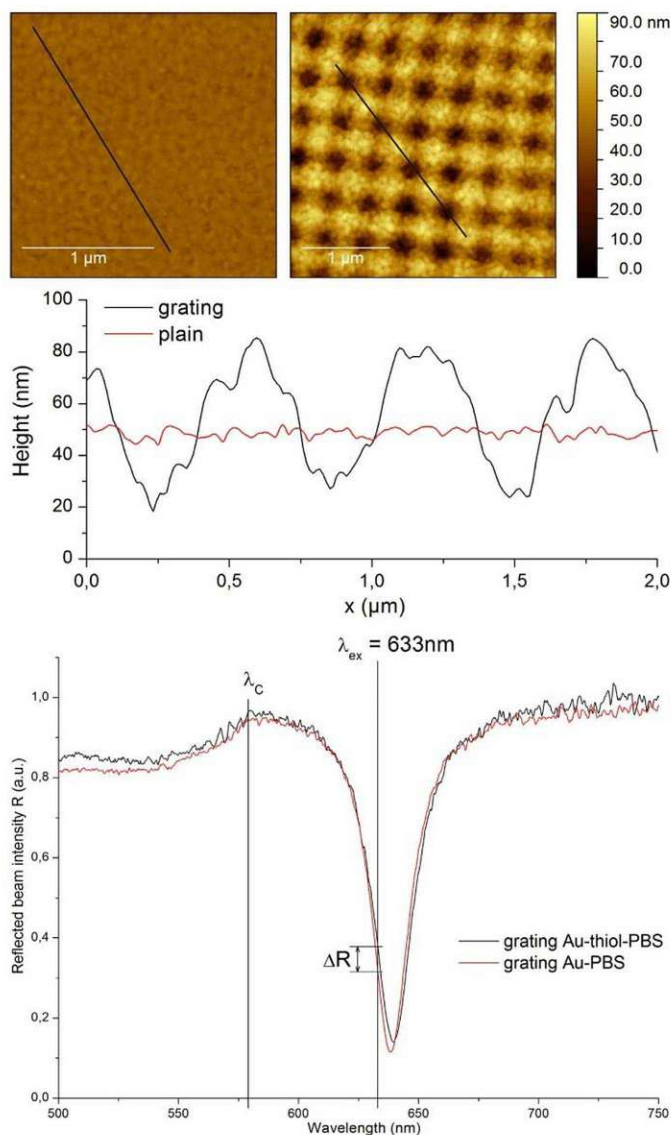 90.0 nm
80.0
70.0
60.0
50.0
40.0
30.0
20.0
10.0
0.0
1 µm
1 µm
100
80
60
40
20
0
Height (nm)
grating
plain
0,0
0,5
1,0
1,5
2,0
x (µm)
λex = 633nm
λC
1,0
0,8
0,6
0,4
0,2
0,0
Reflected beam intensity R (a.u.)
ΔR
grating Au-thiol-PBS
grating Au-PBS
500
550
600
650
700
750
Wavelength (nm)